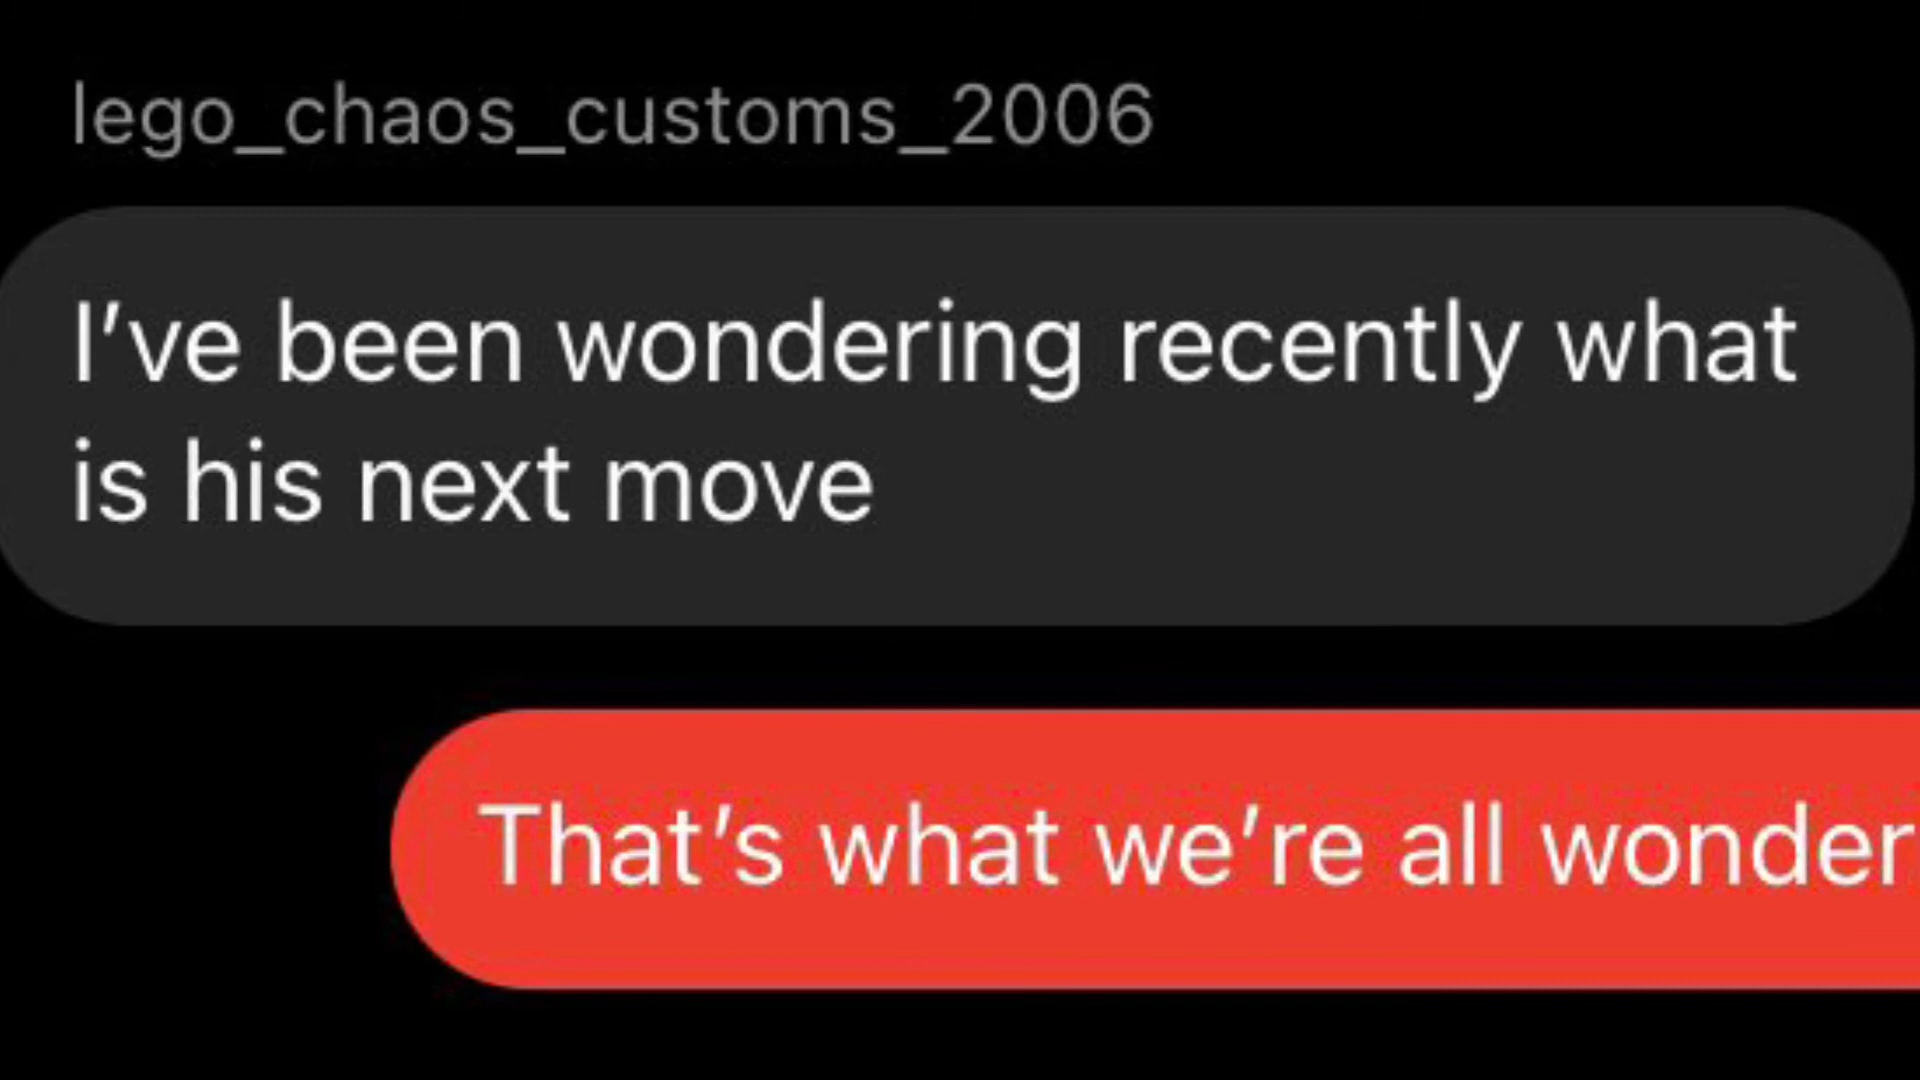 lego_chaos_customs_2006
I’ve been wondering recently what
is his next move
That’s what we’re all wonder